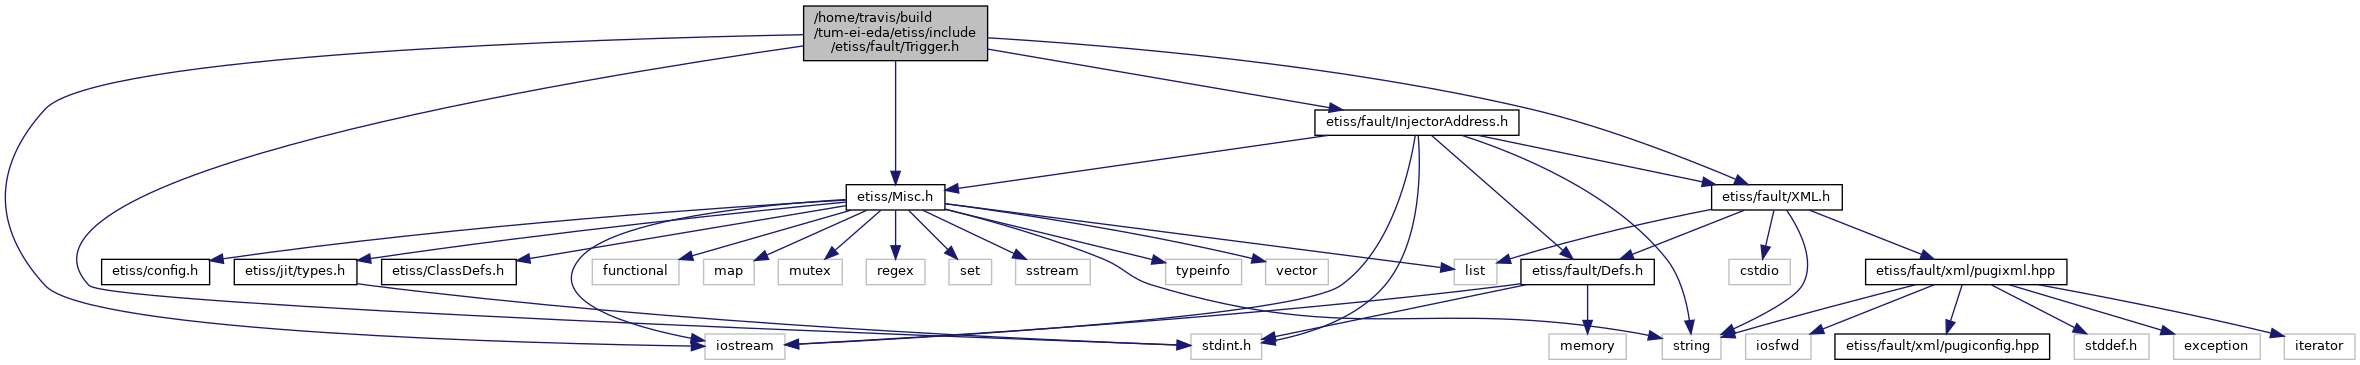 /home/travis/build
/tum-ei-eda/etiss/include
/etiss/fault/Trigger.h
etiss/fault/InjectorAddress.h
etiss/Misc.h
etiss/fault/XML.h
etiss/config.h
etiss/jit/types.h
etiss/ClassDefs.h
functional
map
mutex
regex
set
sstream
typeinfo
vector
list
etiss/fault/Defs.h
cstdio
etiss/fault/xml/pugixml.hpp
iostream
stdint.h
memory
string
iosfwd
etiss/fault/xml/pugiconfig.hpp
stddef.h
exception
iterator